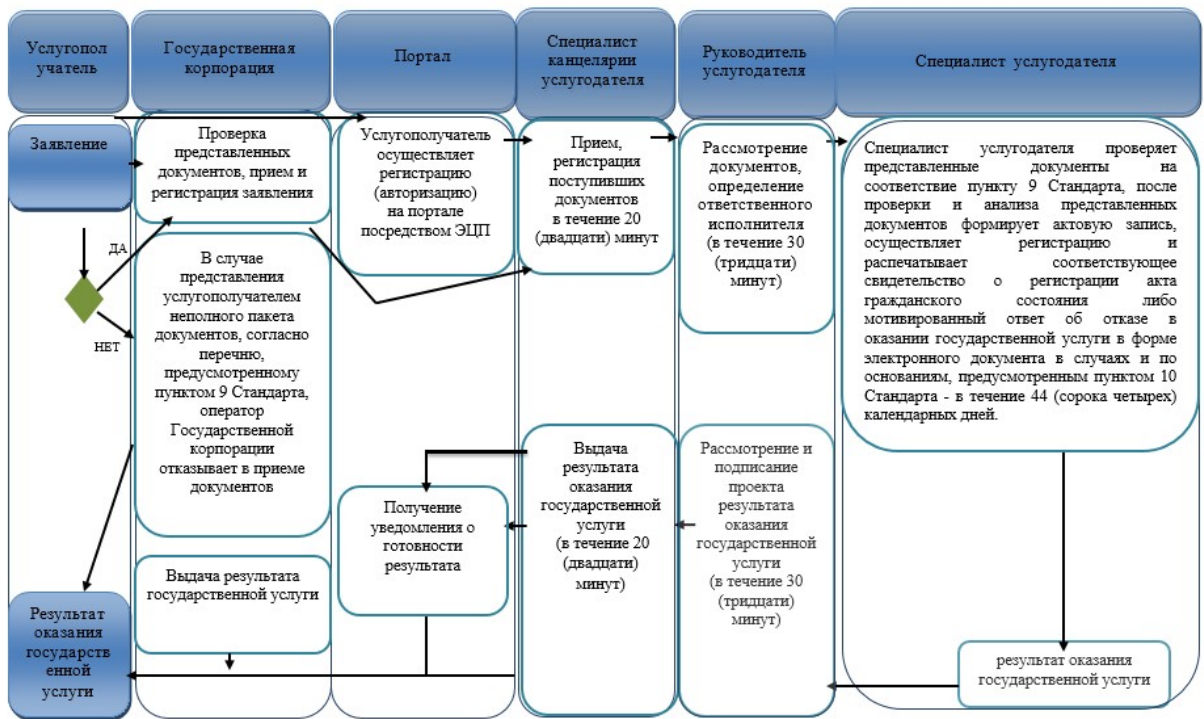 Услугопол
учатель
Государственная
корпорация
Портал
Специалист
канцелярии
услугодателя
Руководитель
услугодателя
Специалист услугодателя
Заявление
Проверка
представленных
документов, прием и
регистрация заявления
Услугополучатель
осуществляет
регистрацию
(авторизацию)
на портале
посредством ЭЦП
Прием,
регистрация
поступивших
документов
в течение 20
(двадцати) минут
Рассмотрение
документов,
определение
ответственного
исполнителя
(в течение 30
(тридцати)
минут)
Специалист услугодателя проверяет
представленные документы на
соответствие пункту 9 Стандарта, после
проверки и анализа представленных
документов формирует актовую запись,
осуществляет регистрацию и
распечатывает соответствующее
свидетельство о регистрации акта
гражданского состояния либо
мотивированный ответ об отказе в
оказании государственной услуги в форме
электронного документа в случаях и по
основаниям, предусмотренным пунктом 10
Стандарта - в течение 44 (сорока четырех)
календарных дней.
ДА
НЕТ
В случае
представления
услугополучателем
неполного пакета
документов, согласно
перечню,
предусмотренному
пунктом 9 Стандарта,
оператор
Государственной
корпорации
отказывает в приеме
документов
Получение
уведомления о
готовности
результата
Выдача
результата
оказания
государственной
услуги
(в течение 20
(двадцати)
минут)
Рассмотрение и
подписание
проекта
результата
оказания
государственной
услуги
(в течение 30
(тридцати)
минут)
Выдача результата
государственной услуги
Результат
оказания
государств
енной
услуги
результат оказания
государственной услуги